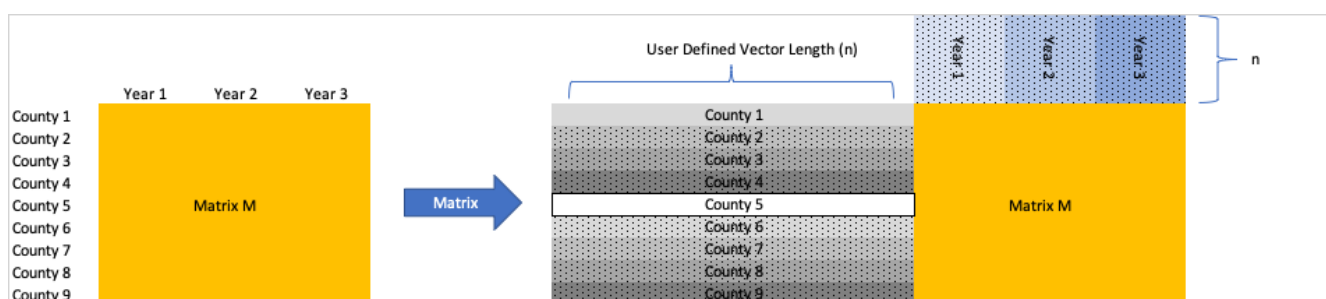 User Defined Vector Length (n)
Year 1
Year 2
Year 3
n
Year 1 Year 2 Year 3
County 1
County 2
County 3
County 4
County 5
County 6
County 7
County 8
County 9
Matrix M
Matrix
County 1
County 2
County 3
County 4
County 5
County 6
County 7
County 8
County 9
Matrix M